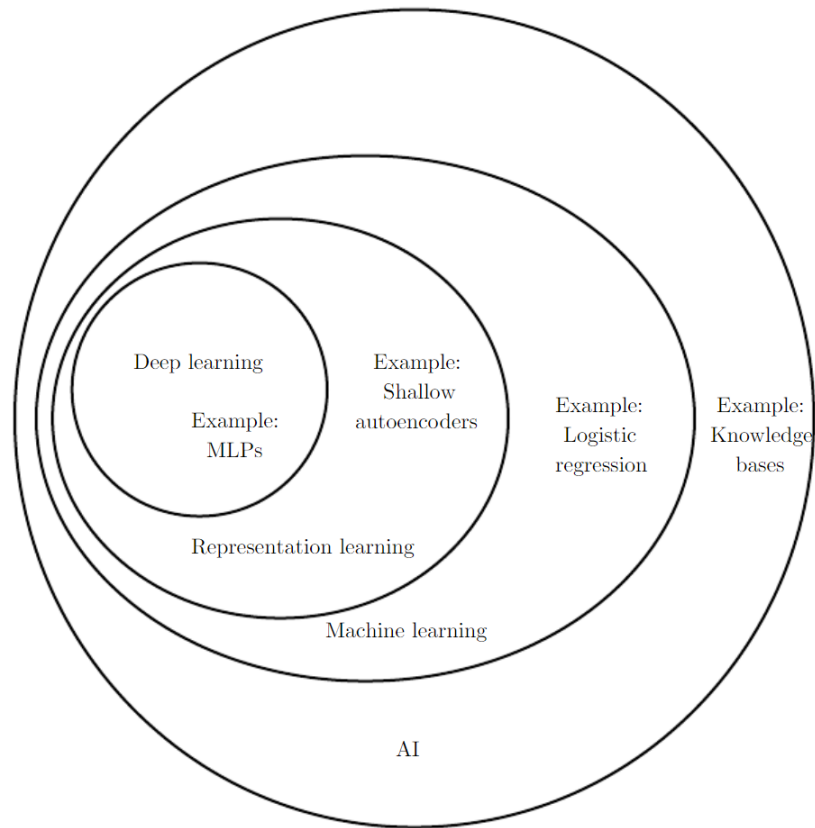 Deep learning
Example:
MLPs
Example:
Shallow
autoencoders
Example:
Logistic
regression
Example:
Knowledge
bases
Representation learning
Machine learning
AI